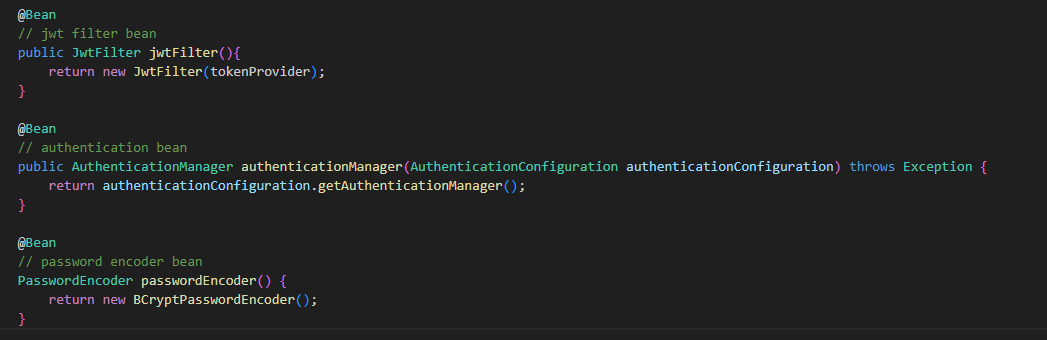 @Bean
// jwt filter bean
public JwtFilter jwtFilter(){
    return new JwtFilter(tokenProvider);
}
@Bean
// authentication bean
public AuthenticationManager authenticationManager(AuthenticationConfiguration authenticationConfiguration) throws Exception {
    return authenticationConfiguration.getAuthenticationManager();
}
@Bean
// password encoder bean
PasswordEncoder passwordEncoder() {
    return new BCryptPasswordEncoder();
}